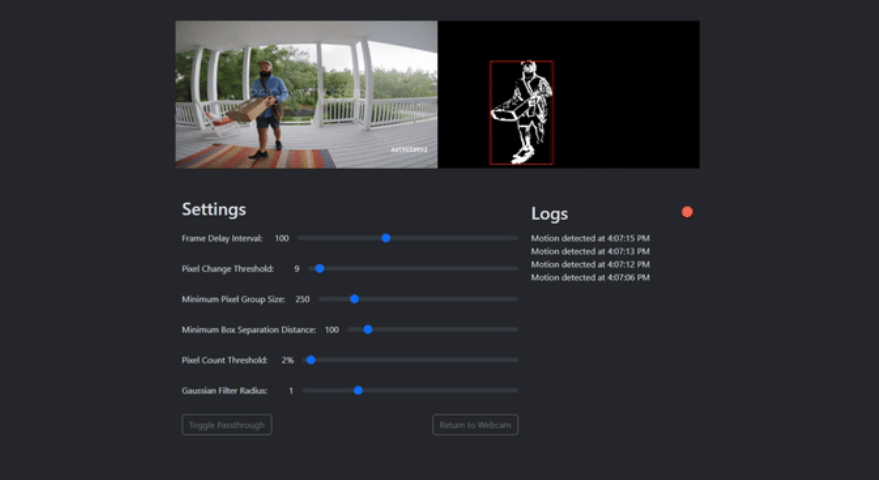 Settings
Frame Delay Interval: 100
Pixel Change Threshold: 9
Minimum Pixel Group Size: 250
Minimum Box Separation Distance: 100
Pixel Count Threshold: 2%
Gaussian Filter Radius: 1
Toggle Passthrough
Return to Webcam
Logs
Motion detected at 4:07:15 PM
Motion detected at 4:07:13 PM
Motion detected at 4:07:12 PM
Motion detected at 4:07:06 PM